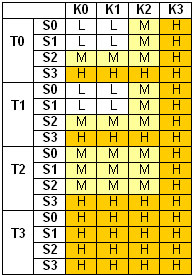 K0 K1 K2 K3
T0 S0 L L M H
S1 L L M H
S2 M M M H
S3 H H H H
T1 S0 L L M H
S1 L L M H
S2 M M M H
S3 H H H H
T2 S0 M M M H
S1 M M M H
S2 M M M H
S3 H H H H
T3 S0 H H H H
S1 H H H H
S2 H H H H
S3 H H H H